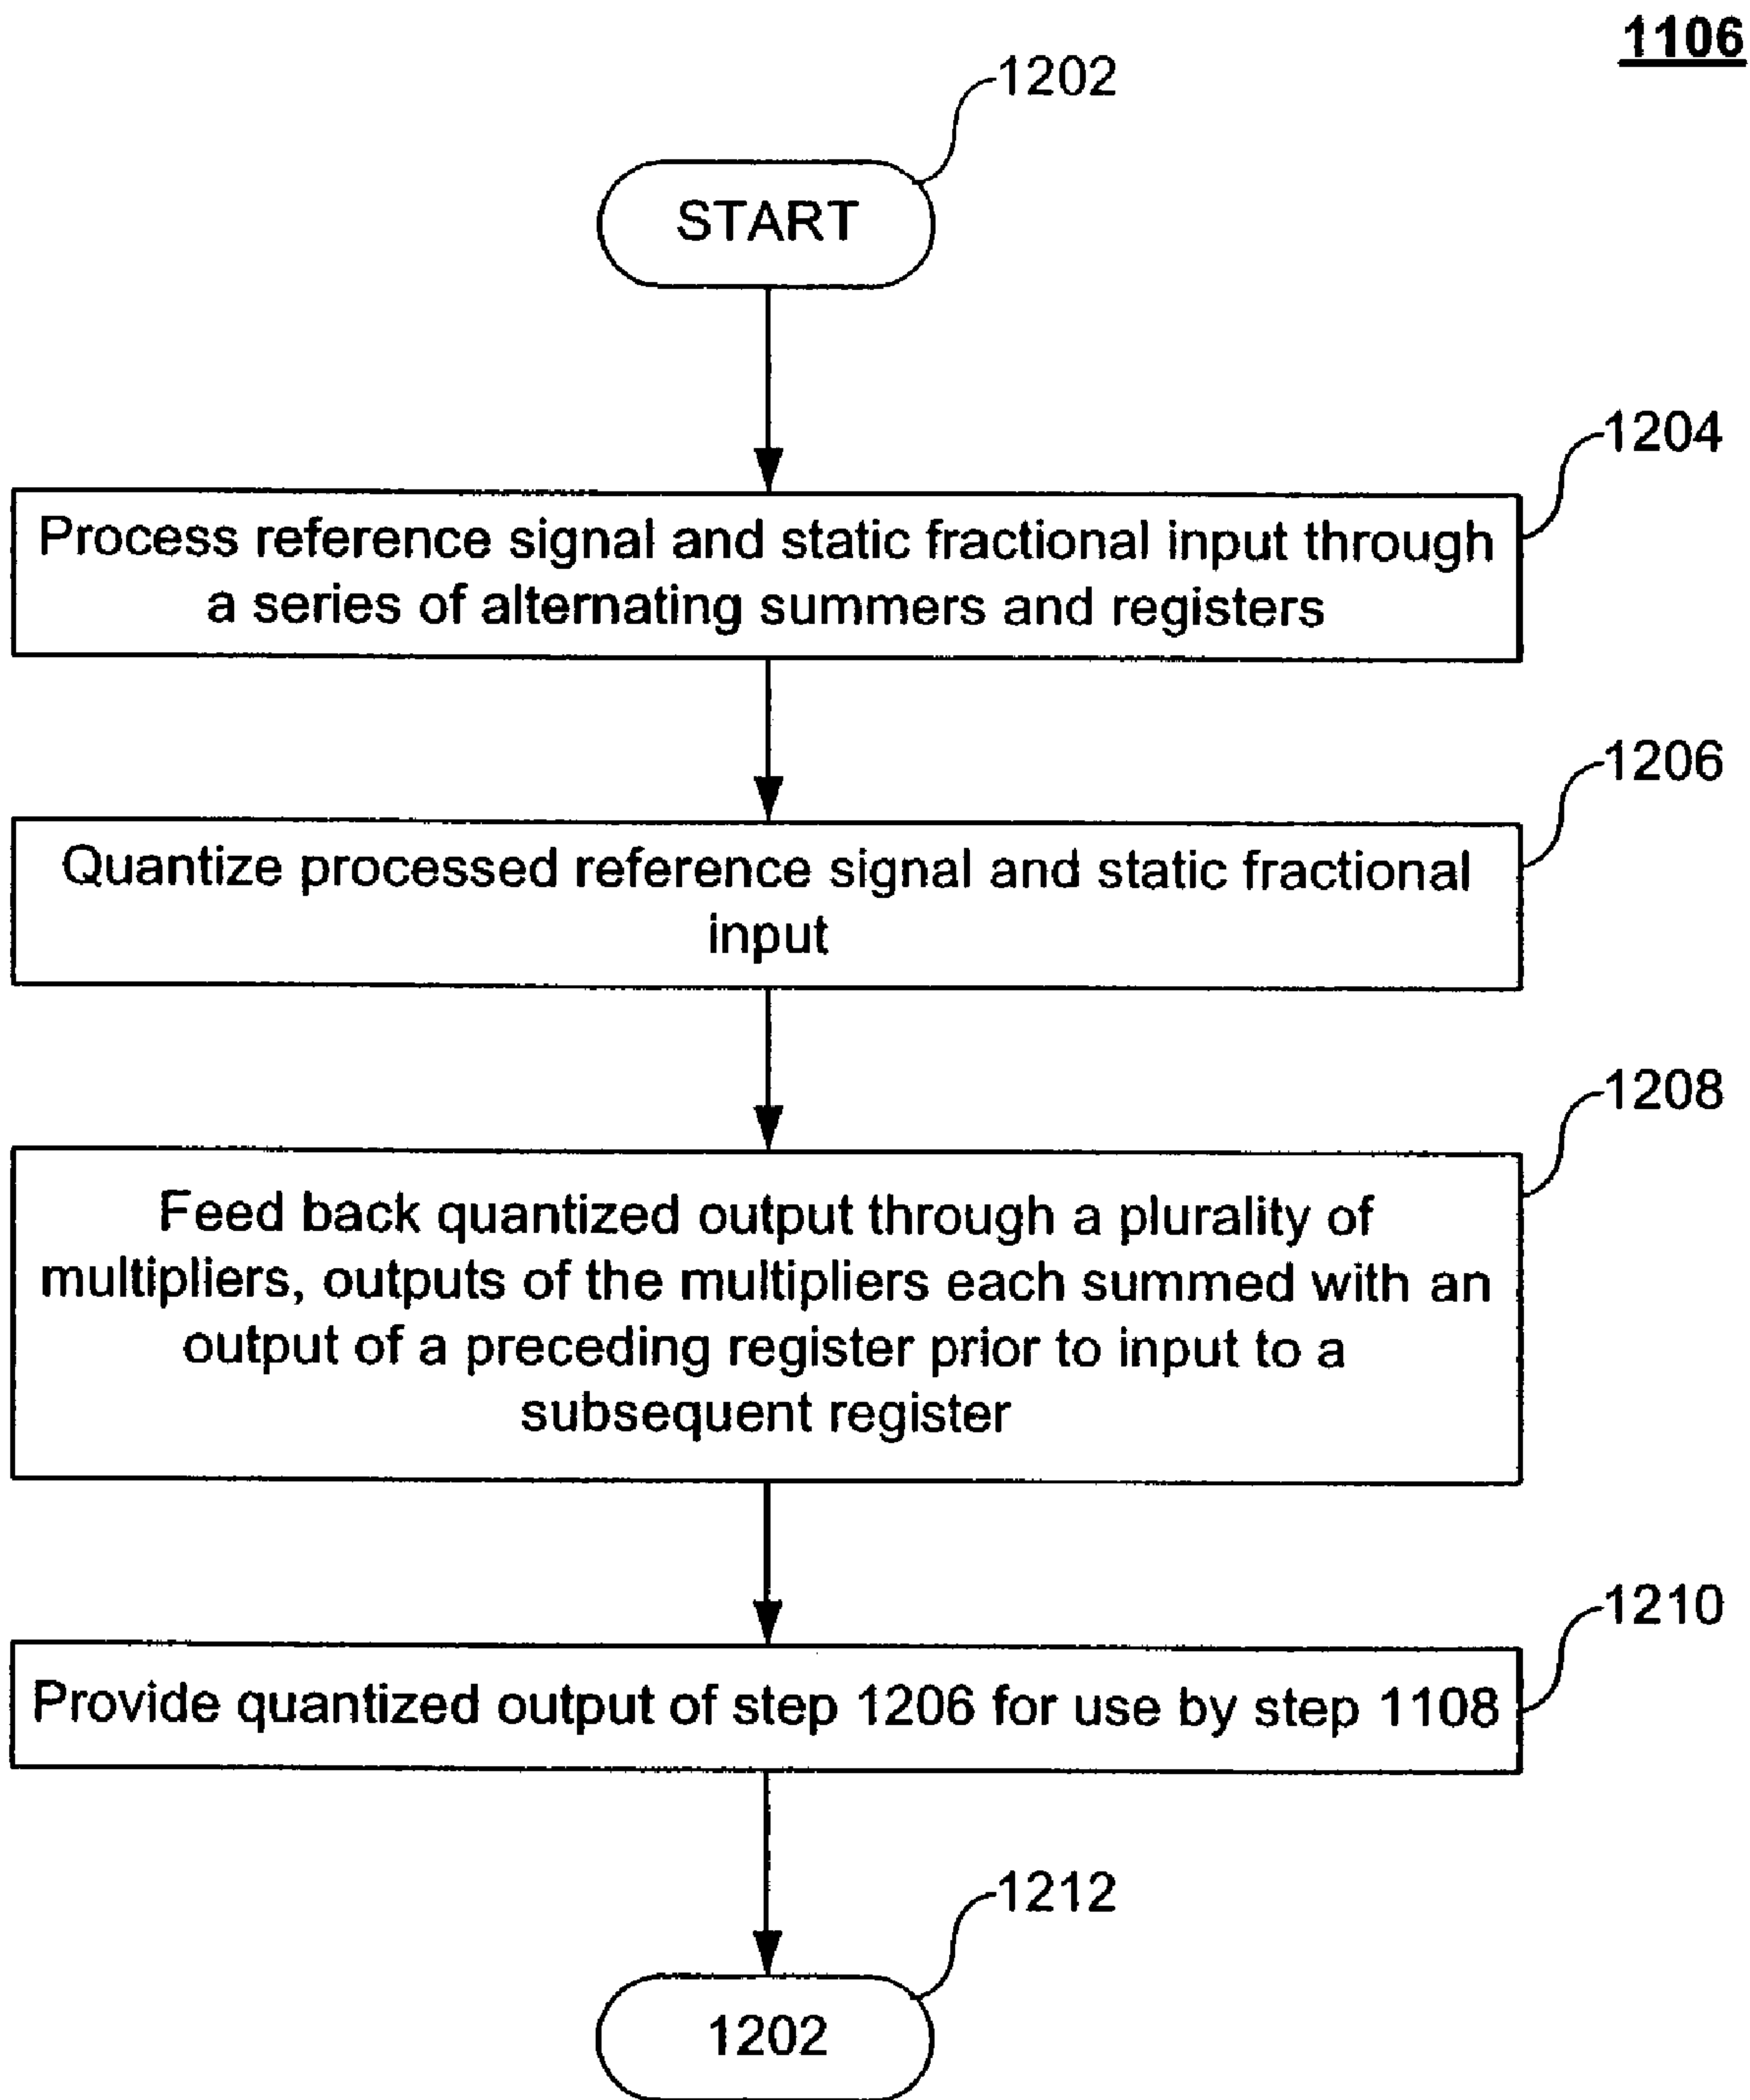 1106
1202
START
1204
Process reference signal and static fractional input through
a series of alternating summers and registers
1206
Quantize processed reference signal and static fractional
input
1208
Feed back quantized output through a plurality of
multipliers, outputs of the multipliers each summed with an
output of a preceding register prior to input to a
subsequent register
1210
Provide quantized output of step 1206 for use by step 1108
1212
1202